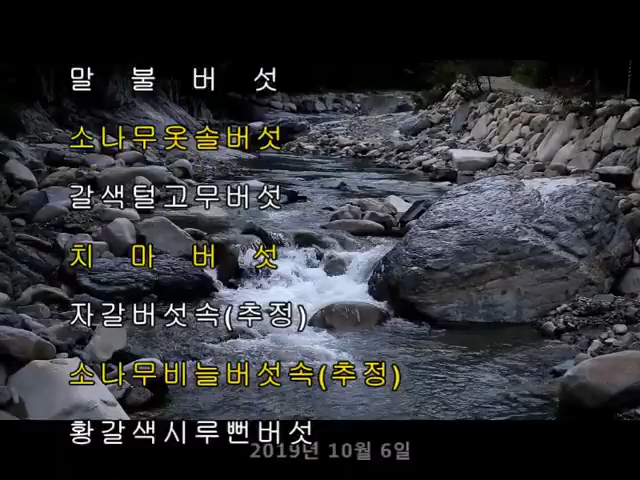 말 불 버 섯
소나무옷솔버섯
갈색털고무버섯
치 마 버 섯
자갈버섯속(추정)
소나무비늘버섯속(추정)
황갈색시루뻔버섯
2019년 10월 6일